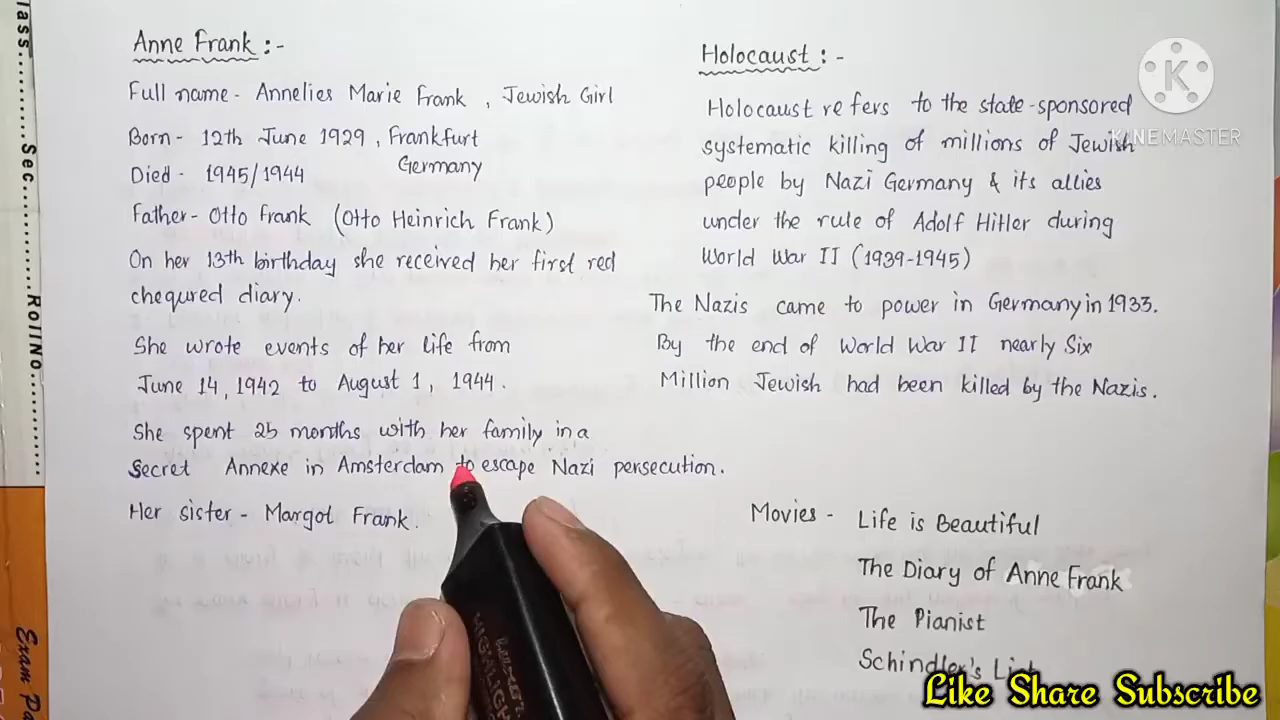 Class.........Sec..............RollNo.........
Exam Pa
Anne Frank :-
Full name - Annelies Marie Frank , Jewish Girl
Born - 12th June 1929 , Frankfurt
Germany
Died - 1945/1944
Father - Otto Frank (Otto Heinrich Frank)
On her 13th birthday she received her first red
chequred diary.
She wrote events of her life from
June 14, 1942 to August 1, 1944.
She spent 25 months with her family in a
Secret Annexe in Amsterdam to escape Nazi persecution.
Her sister - Margot Frank.
Holocaust :-
Holocaust refers to the state-sponsored
systematic killing of millions of Jewish
people by Nazi Germany & its allies
under the rule of Adolf Hitler during
World War II (1939-1945)
The Nazis came to power in Germany in 1933.
By the end of World War II nearly Six
Million Jewish had been killed by the Nazis.
Movies - Life is Beautiful
The Diary of Anne Frank
The Pianist
Schindler's List
K
KINEMASTER
HIGHLIGH
Like Share Subscribe